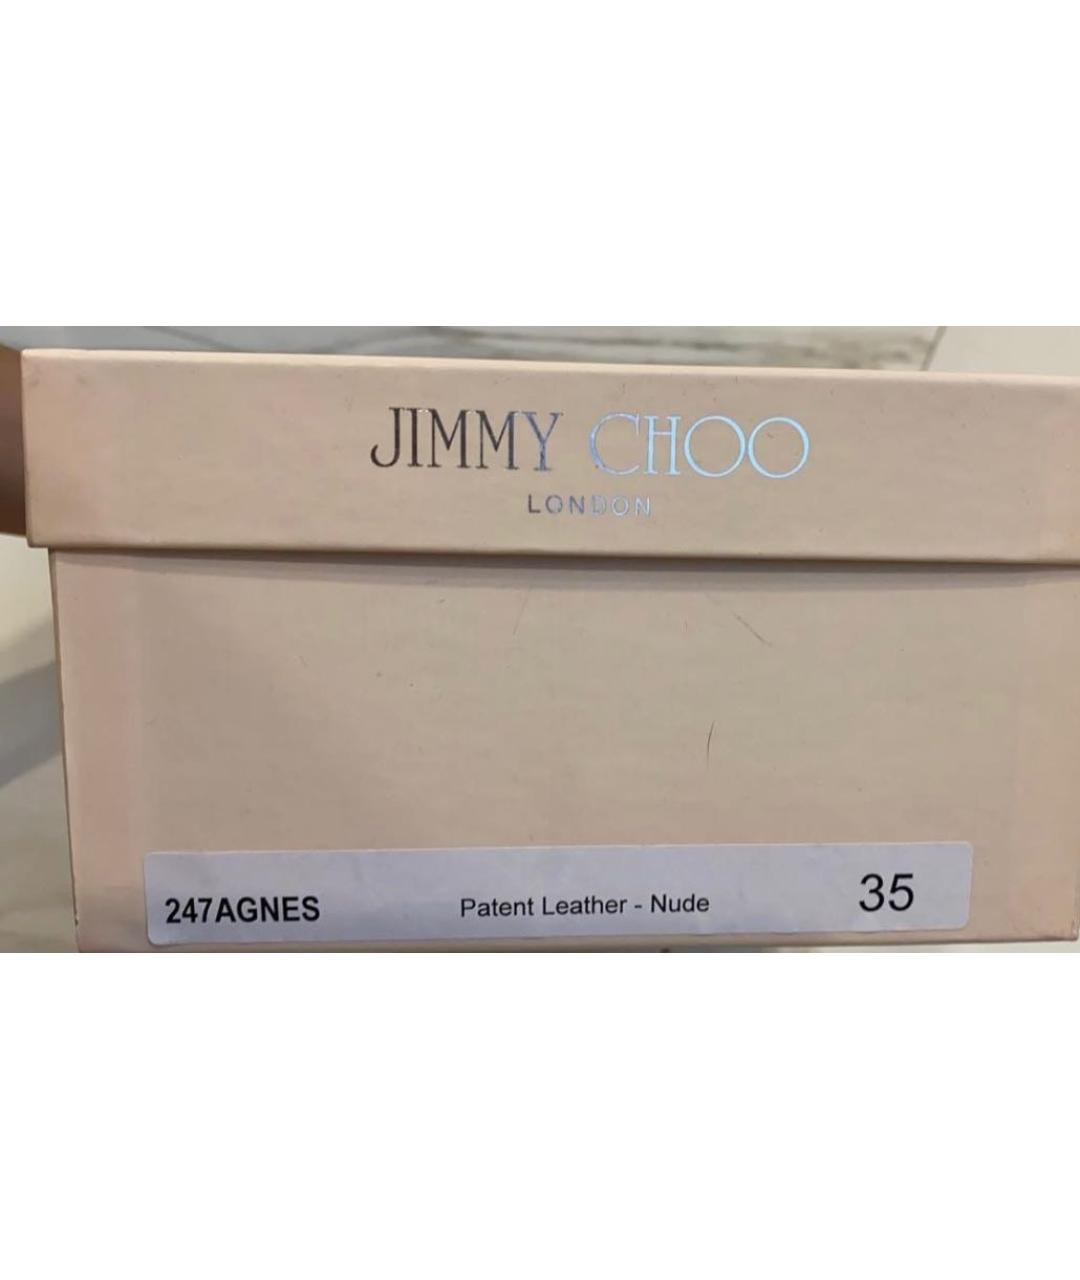 JIMMY CHOO
LONDON
247AGNES Patent Leather - Nude 35